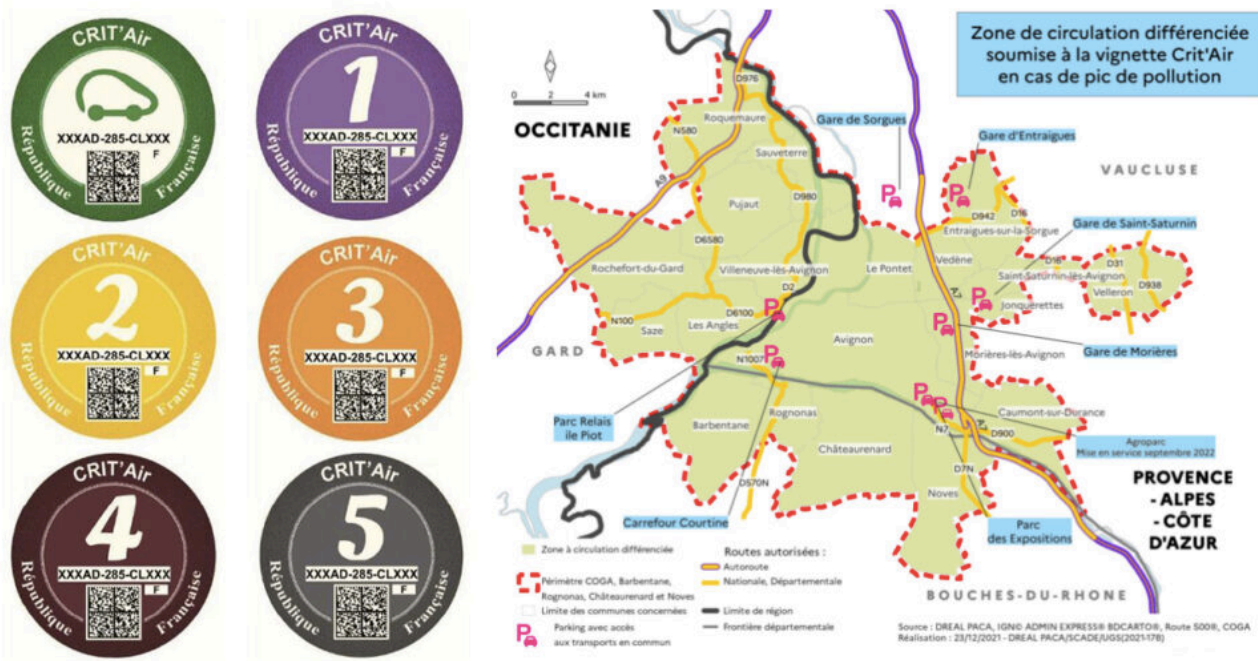 CRIT'Air
XXXAD-285-CLXXX
F
République Française
CRIT'Air
1
XXXAD-285-CLXXX
F
République Française
CRIT'Air
2
XXXAD-285-CLXXX
F
République Française
CRIT'Air
3
XXXAD-285-CLXXX
F
République Française
CRIT'Air
4
XXXAD-285-CLXXX
F
République Française
CRIT'Air
5
XXXAD-285-CLXXX
F
République Française
Zone de circulation différenciée
soumise à la vignette Crit'Air
en cas de pic de pollution
0 2 4 km
OCCITANIE
D976
Roquemaure
N580
Sauveterre
A9
Pujaut
D980
D6580
Rochefort-du-Gard
Villeneuve-lès-Avignon
D2
N100
Saze
Les Angles
D6100
GARD
Gare de Sorgues
Gare d'Entraigues
VAUCLUSE
D942
D16
Entraigues-sur-la-Sorgue
Gare de Saint-Saturnin
Le Pontet
Vedène
D16
D31
Saint-Saturnin-lès-Avignon
Velleron
D938
A7
Jonquerettes
Avignon
Gare de Morières
Morières-lès-Avignon
N1007
Parc Relais
ile Piot
Barbentane
Rognonas
Caumont-sur-Durance
A7
N7
D900
Châteaurenard
Agroparc
Mise en service septembre 2022
D570N
D7N
Noves
PROVENCE
- ALPES
- CÔTE
D'AZUR
Carrefour Courtine
Parc
des Expositions
BOUCHES-DU-RHONE
Zone à circulation différenciée
Périmètre COGA, Barbentane,
Rognonas, Châteaurenard et Noves
Limite des communes concernées
P
Parking avec accès
aux transports en commun
Routes autorisées :
Autoroute
Nationale, Départementale
Limite de région
Frontière départementale
Source : DREAL PACA, IGN© ADMIN EXPRESS® BDCARTO®, Route 500®, COGA
Réalisation : 23/12/2021 - DREAL PACA/SCADE/UGS(2021-178)